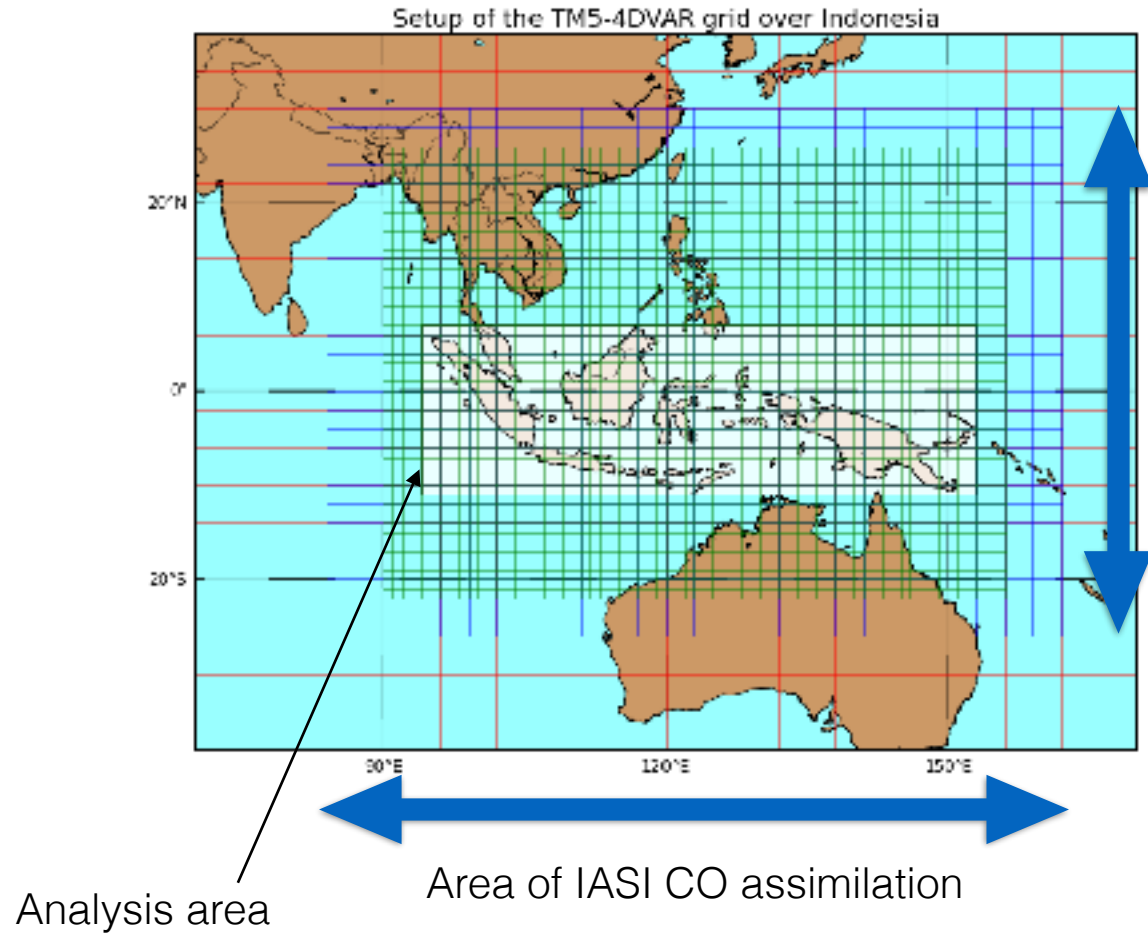 Setup of the TM5-4DVAR grid over Indonesia
20°N
0°
20°S
90°E
120°E
150°E
Area of IASI CO assimilation
Analysis area